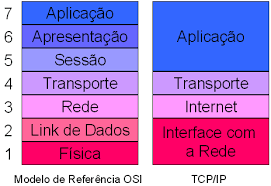 7 Aplicação
6 Apresentação
5 Sessão
Aplicação
4 Transporte Transporte
3 Rede Internet
2 Link de Dados
1 Física
Interface com
a Rede
Modelo de Referência OSI TCP/IP